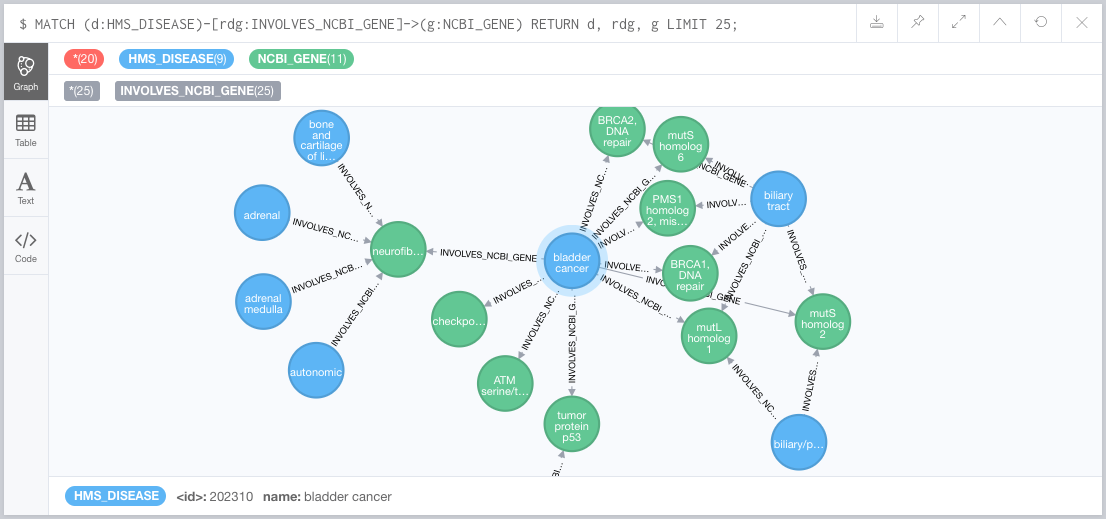 $ MATCH (d:HMS_DISEASE)-[rdg:INVOLVES_NCBI_GENE]->(g:NCBI_GENE) RETURN d, rdg, g LIMIT 25;
*(20) HMS_DISEASE(9) NCBI_GENE(11)
*(25) INVOLVES_NCBI_GENE(25)
Graph
Table
Text
Code
bone
and
cartilage
of li...
adrenal
adrenal
medulla
autonomic
neurofib...
INVOLVES_N...
INVOLVES_NC...
INVOLVES_NCB...
INVOLVES_NCBI...
INVOLVES_NCBI_GENE
bladder
cancer
checkpo...
INVOLVES_...
ATM
serine/t...
INVOLVES_NC...
tumor
protein
p53
INVOLVES_NCBI_G...
BRCA2,
DNA
repair
INVOLVES_NC...
mutS
homolog
6
INVOLVES_NCBI_G...
PMS1
homolog
2, mis...
INVOLV...
BRCA1,
DNA
repair
INVOLVE...
mutL
homolog
1
INVOLVES_NCBI_...
mutS
homolog
2
biliary
tract
INVOLV...
NCBI_GENE
INVOLV...
INVOLVE...
INVOLVES_NCBI_...
INVOLVES_...
biliary/p...
INVOLVES_NC...
INVOLVES_...
HMS_DISEASE <id>: 202310 name: bladder cancer